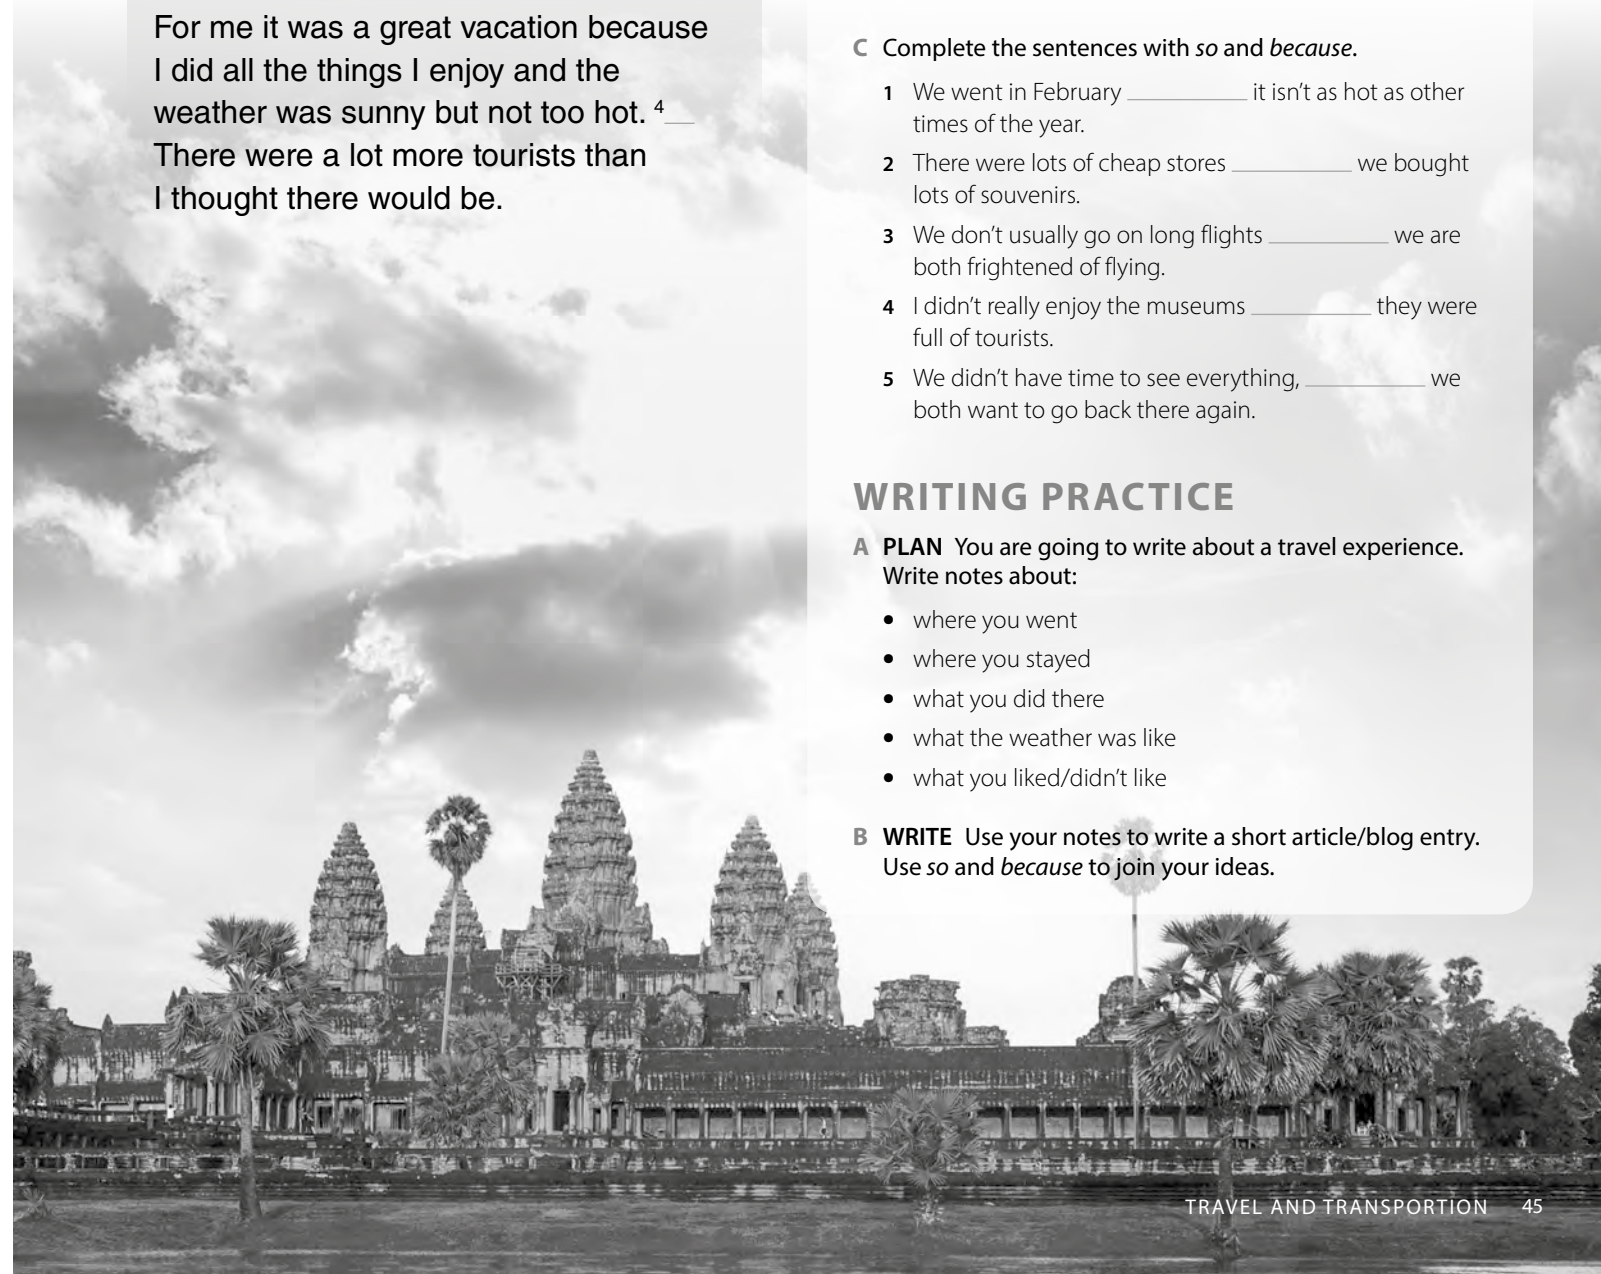 For me it was a great vacation because
I did all the things I enjoy and the
weather was sunny but not too hot. 4__
There were a lot more tourists than
I thought there would be.
C Complete the sentences with so and because.
1 We went in February __________ it isn’t as hot as other
times of the year.
2 There were lots of cheap stores __________ we bought
lots of souvenirs.
3 We don’t usually go on long flights __________ we are
both frightened of flying.
4 I didn’t really enjoy the museums __________ they were
full of tourists.
5 We didn’t have time to see everything, __________ we
both want to go back there again.
WRITING PRACTICE
A PLAN You are going to write about a travel experience.
Write notes about:
• where you went
• where you stayed
• what you did there
• what the weather was like
• what you liked/didn’t like
B WRITE Use your notes to write a short article/blog entry.
Use so and because to join your ideas.
TRAVEL AND TRANSPORTION 45